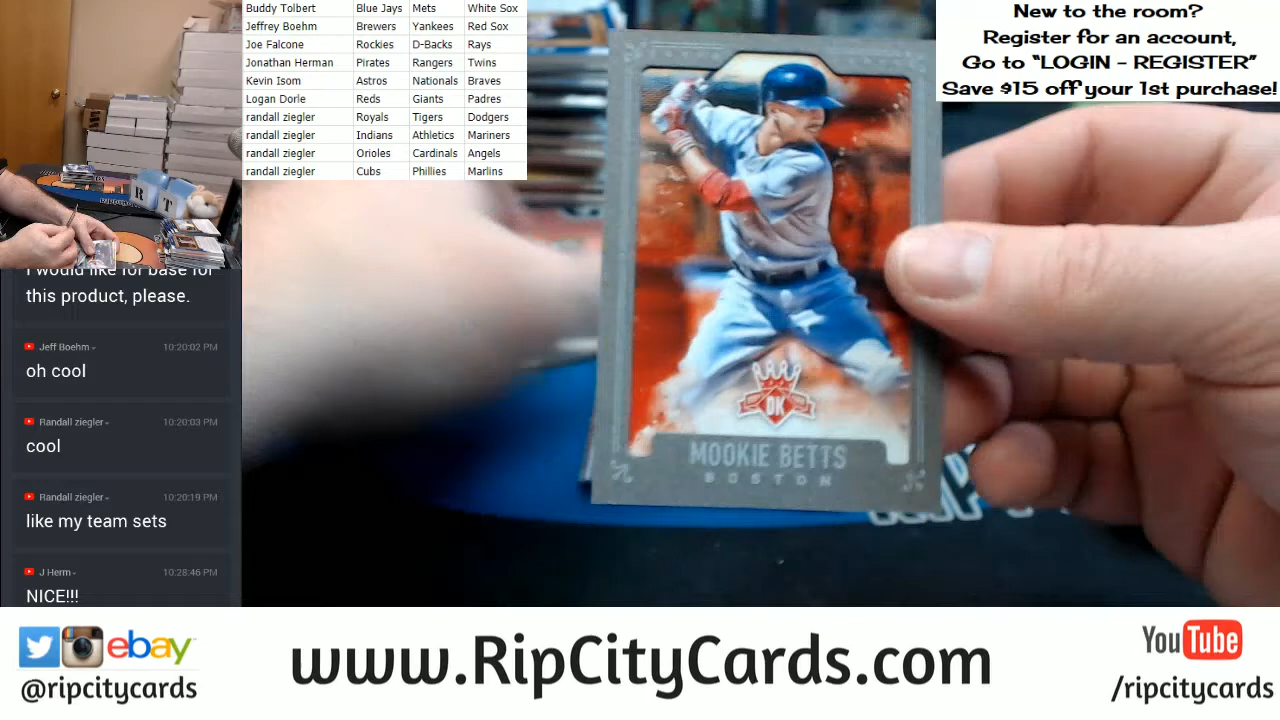 Buddy Tolbert Blue Jays Mets White Sox
Jeffrey Boehm Brewers Yankees Red Sox
Joe Falcone Rockies D-Backs Rays
Jonathan Herman Pirates Rangers Twins
Kevin Isom Astros Nationals Braves
Logan Dorle Reds Giants Padres
randall ziegler Royals Tigers Dodgers
randall ziegler Indians Athletics Mariners
randall ziegler Orioles Cardinals Angels
randall ziegler Cubs Phillies Marlins
New to the room?
Register for an account,
Go to “LOGIN - REGISTER”
Save $15 off your 1st purchase!
R T
I would like for base for
this product, please.
Jeff Boehm 10:20:02 PM
oh cool
Randall ziegler 10:20:03 PM
cool
Randall ziegler 10:20:19 PM
like my team sets
J Herm 10:28:46 PM
NICE!!!
DK
MOOKIE BETTS
BOSTON
ebay
@ripcitycards
www.RipCityCards.com
YouTube
/ripcitycards